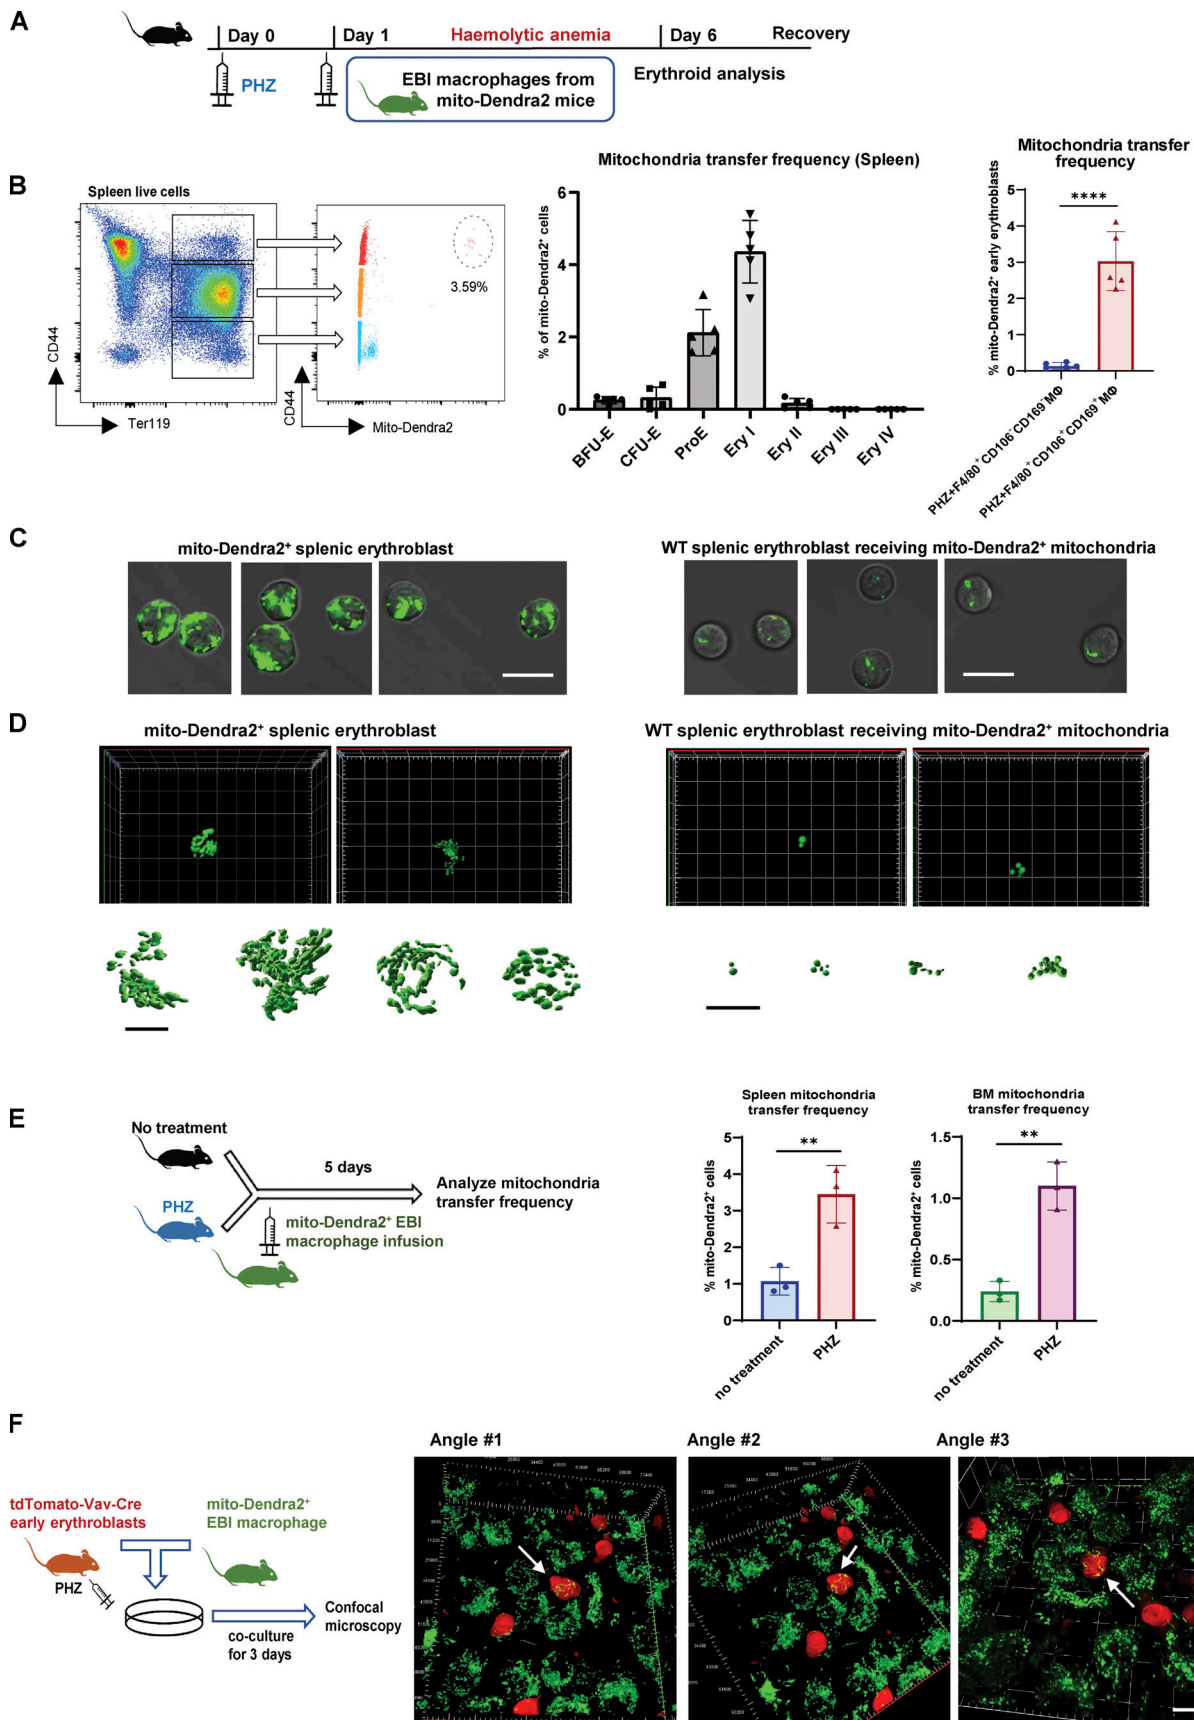 A
Day 0
Day 1
Haemolytic anemia
Day 6
Recovery
PHZ
EBI macrophages from
mito-Dendra2 mice
Erythroid analysis
B
Spleen live cells
CD44
Ter119
3.59%
CD44
Mito-Dendra2
Mitochondria transfer frequency (Spleen)
% of mito-Dendra2⁺ cells
6
4
2
0
BFU-E
CFU-E
ProE
Ery I
Ery II
Ery III
Ery IV
Mitochondria transfer
frequency
% mito-Dendra2⁺ early erythroblasts
5
4
3
2
1
0
****
PHZ+F4/80⁺CD106⁻CD169⁻MΦ
PHZ+F4/80⁺CD106⁺CD169⁺MΦ
C
mito-Dendra2⁺ splenic erythroblast
WT splenic erythroblast receiving mito-Dendra2⁺ mitochondria
D
mito-Dendra2⁺ splenic erythroblast
WT splenic erythroblast receiving mito-Dendra2⁺ mitochondria
E
No treatment
PHZ
5 days
mito-Dendra2⁺ EBI
macrophage infusion
Analyze mitochondria
transfer frequency
Spleen mitochondria
transfer frequency
% mito-Dendra2⁺ cells
5
4
3
2
1
0
**
no treatment
PHZ
BM mitochondria
transfer frequency
% mito-Dendra2⁺ cells
1.5
1.0
0.5
0.0
**
no treatment
PHZ
F
tdTomato-Vav-Cre
early erythroblasts
mito-Dendra2⁺
EBI macrophage
PHZ
co-culture
for 3 days
Confocal
microscopy
Angle #1
Angle #2
Angle #3